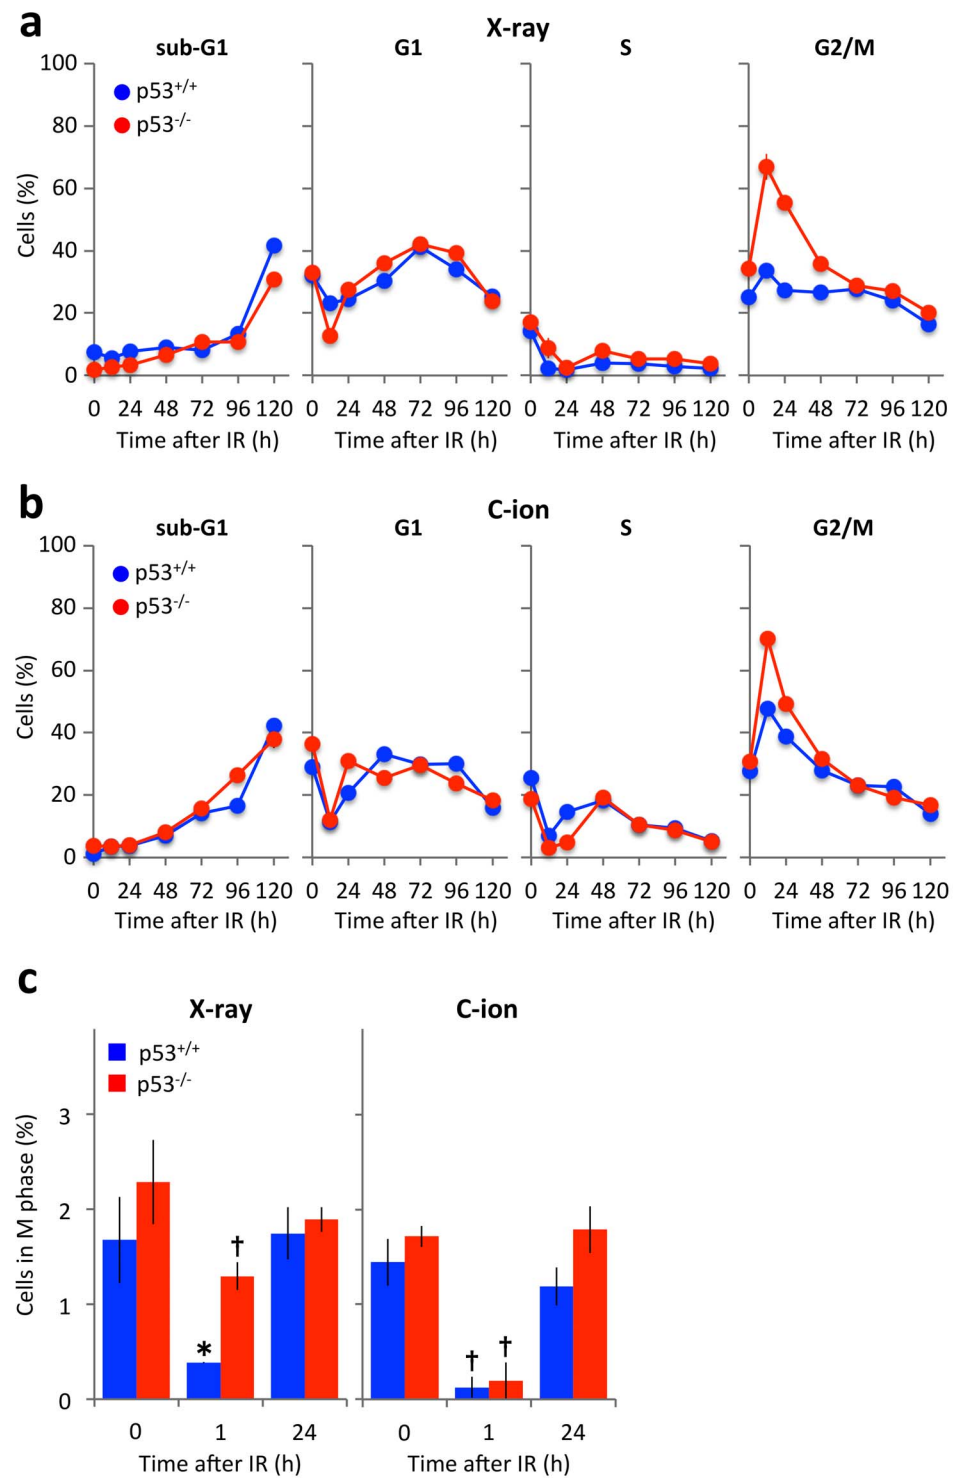 a
X-ray
sub-G1 G1 S G2/M
100
80
60
40
20
0
Cells (%)
p53+/+
p53-/-
0 24 48 72 96 120 0 24 48 72 96 120 0 24 48 72 96 120 0 24 48 72 96 120
Time after IR (h) Time after IR (h) Time after IR (h) Time after IR (h)
b
C-ion
sub-G1 G1 S G2/M
100
80
60
40
20
0
Cells (%)
p53+/+
p53-/-
0 24 48 72 96 120 0 24 48 72 96 120 0 24 48 72 96 120 0 24 48 72 96 120
Time after IR (h) Time after IR (h) Time after IR (h) Time after IR (h)
c
X-ray C-ion
p53+/+
p53-/-
3
2
1
0
Cells in M phase (%)
†
*
† †
0 1 24 0 1 24
Time after IR (h) Time after IR (h)